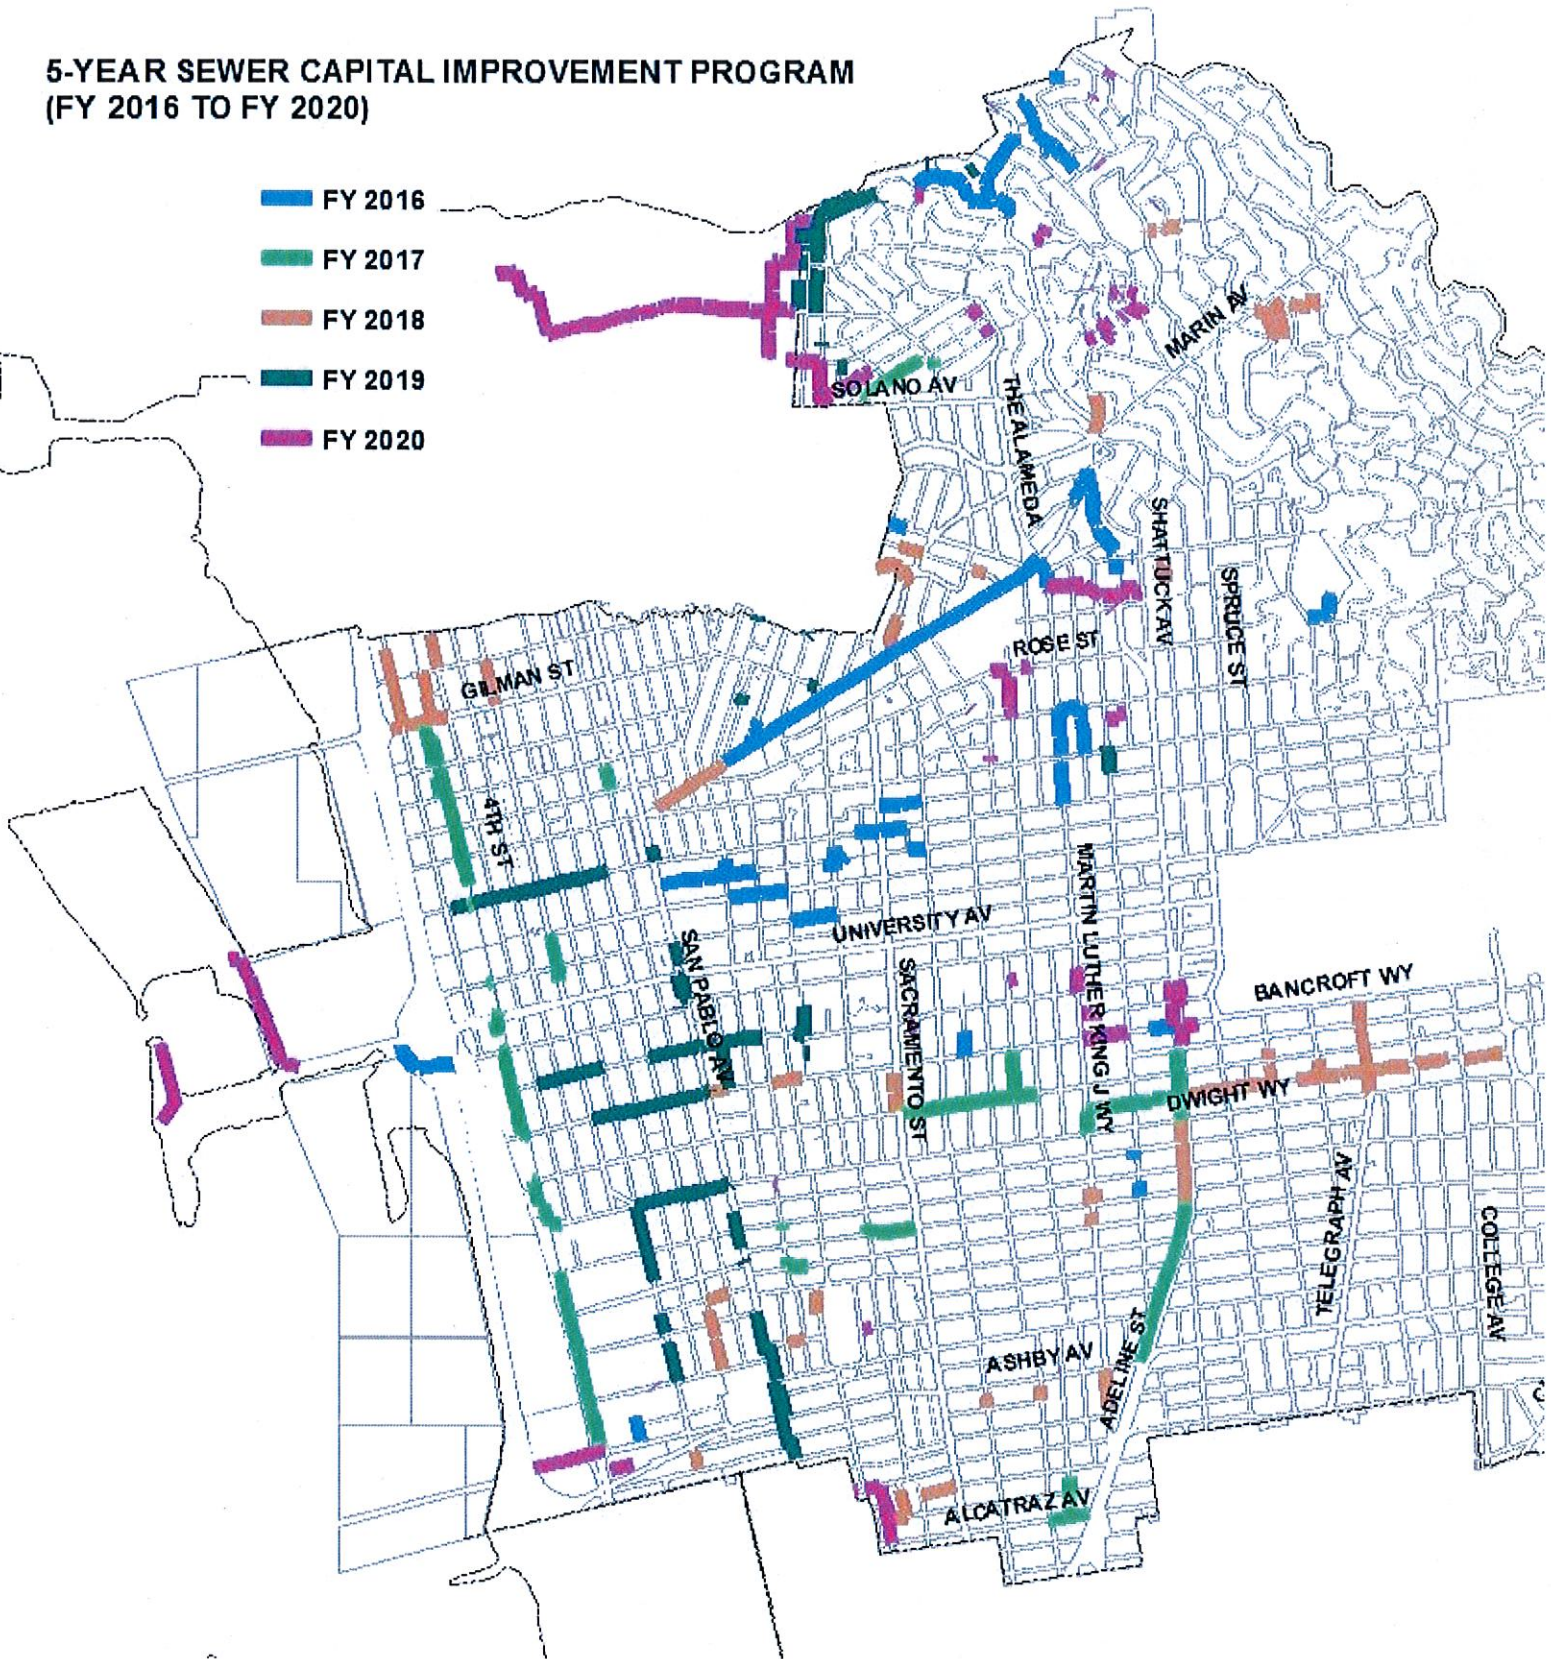 5-YEAR SEWER CAPITAL IMPROVEMENT PROGRAM
(FY 2016 TO FY 2020)
FY 2016
FY 2017
FY 2018
FY 2019
FY 2020
MARIN AV
SOLANO AV
THE ALAMEDA
SHATTUCK AV
SPRUCE ST
ROSE ST
GILMAN ST
4TH ST
UNIVERSITY AV
MARTIN LUTHER KING J WY
SAN PABLO AV
SACRAMENTO ST
BANCROFT WY
DWIGHT WY
TELEGRAPH AV
COLLEGE AV
ADELINE ST
ASHBY AV
ALCATRAZ AV